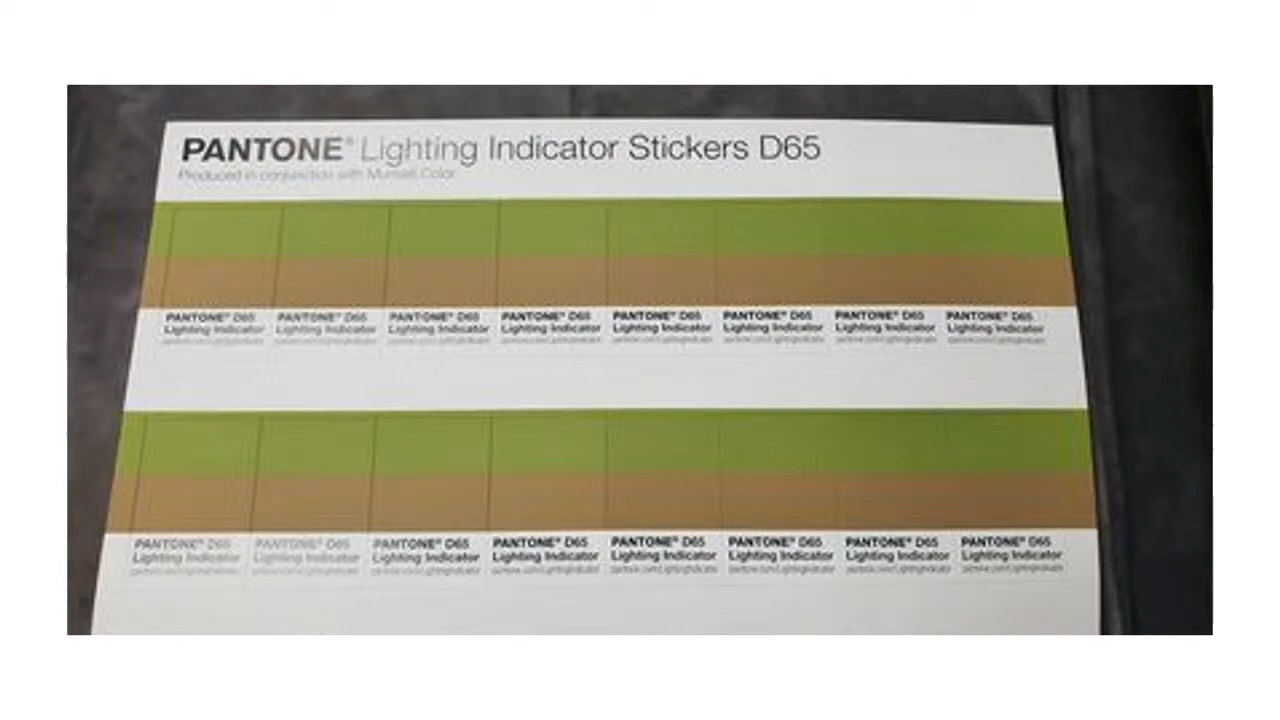 PANTONE® Lighting Indicator Stickers D65
Produced in conjunction with Munsell Color
PANTONE® D65 PANTONE® D65 PANTONE® D65 PANTONE® D65 PANTONE® D65 PANTONE® D65 PANTONE® D65 PANTONE® D65
Lighting Indicator Lighting Indicator Lighting Indicator Lighting Indicator Lighting Indicator Lighting Indicator Lighting Indicator Lighting Indicator
PANTONE® D65 PANTONE® D65 PANTONE® D65 PANTONE® D65 PANTONE® D65 PANTONE® D65 PANTONE® D65 PANTONE® D65
Lighting Indicator Lighting Indicator Lighting Indicator Lighting Indicator Lighting Indicator Lighting Indicator Lighting Indicator Lighting Indicator